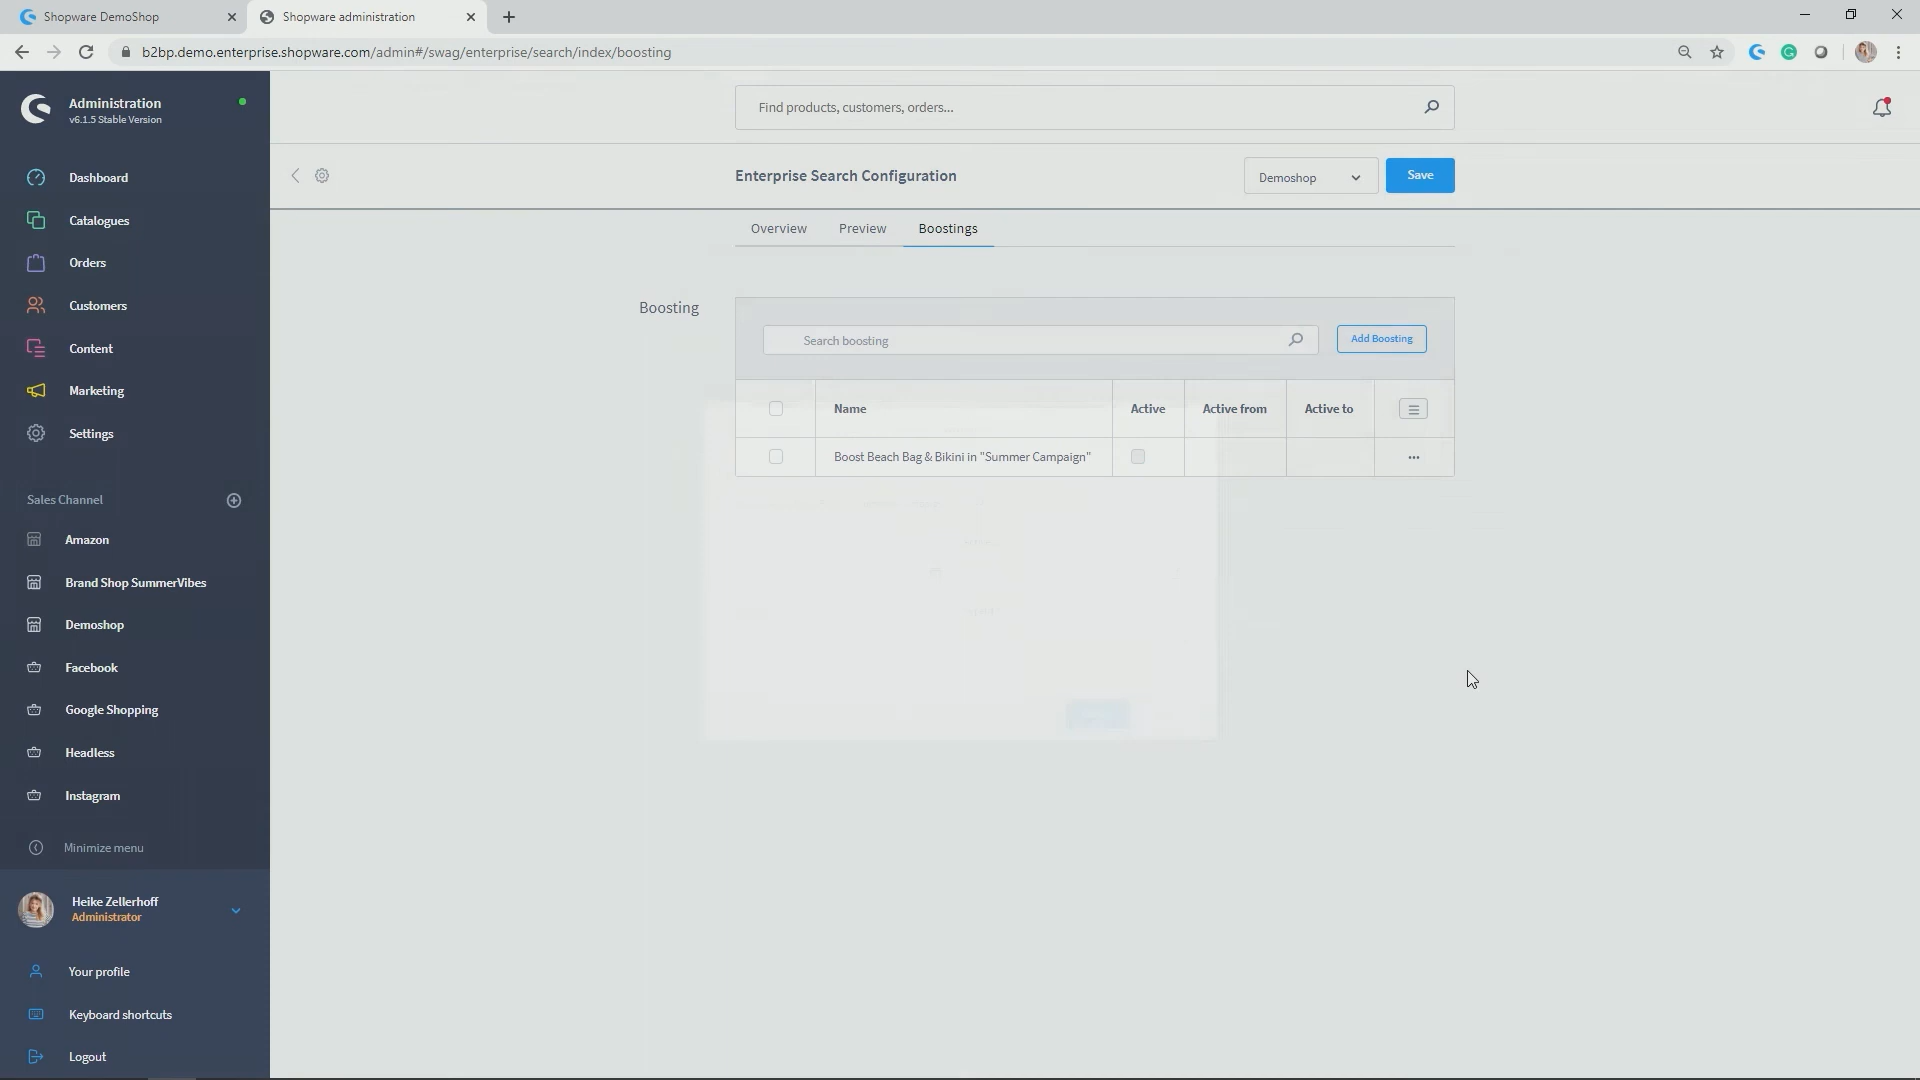 Shopware DemoShop
Shopware administration
b2bp.demo.enterprise.shopware.com/admin#/swag/enterprise/search/index/boosting
Administration
v6.1.5 Stable Version
Find products, customers, orders...
Enterprise Search Configuration
Demoshop
Save
Overview
Preview
Boostings
Dashboard
Catalogues
Orders
Customers
Content
Marketing
Settings
Sales Channel
Amazon
Brand Shop SummerVibes
Demoshop
Facebook
Google Shopping
Headless
Instagram
Minimize menu
Heike Zellerhoff
Administrator
Your profile
Keyboard shortcuts
Logout
Boosting
Search boosting
Add Boosting
Name
Active
Active from
Active to
Boost Beach Bag & Bikini in "Summer Campaign"